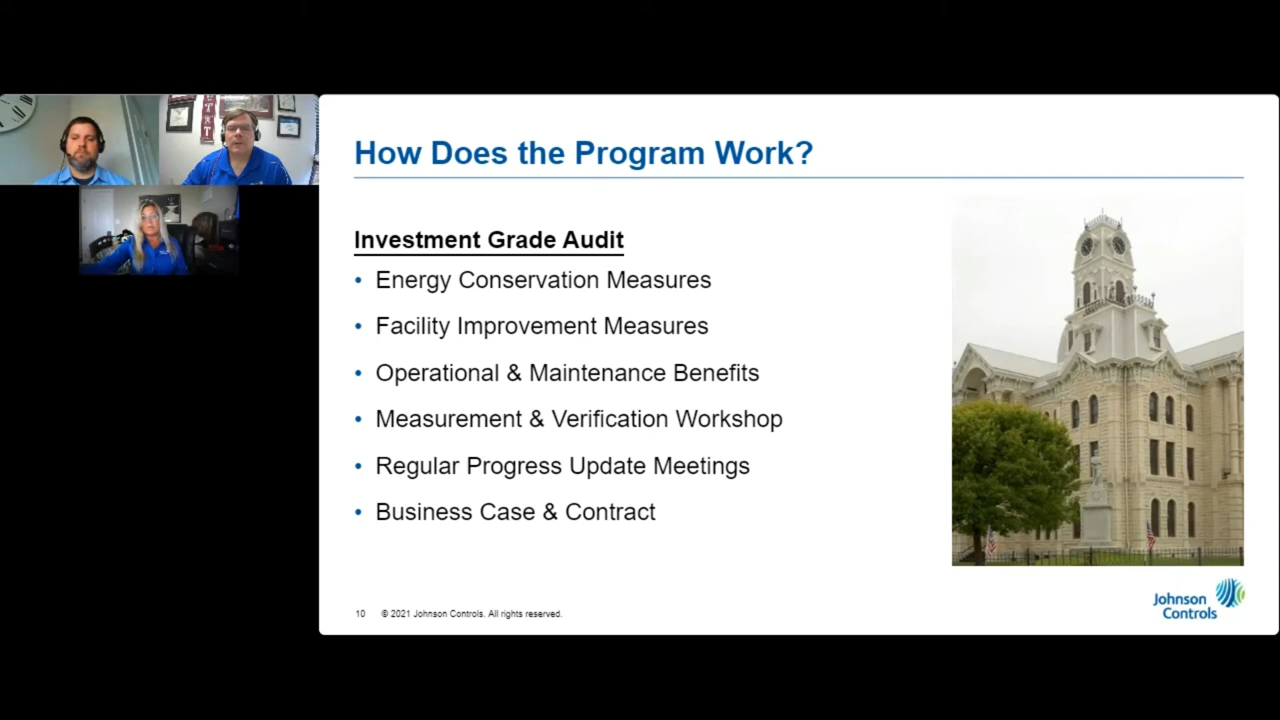 How Does the Program Work?
Investment Grade Audit
• Energy Conservation Measures
• Facility Improvement Measures
• Operational & Maintenance Benefits
• Measurement & Verification Workshop
• Regular Progress Update Meetings
• Business Case & Contract
10 © 2021 Johnson Controls. All rights reserved.
Johnson
Controls